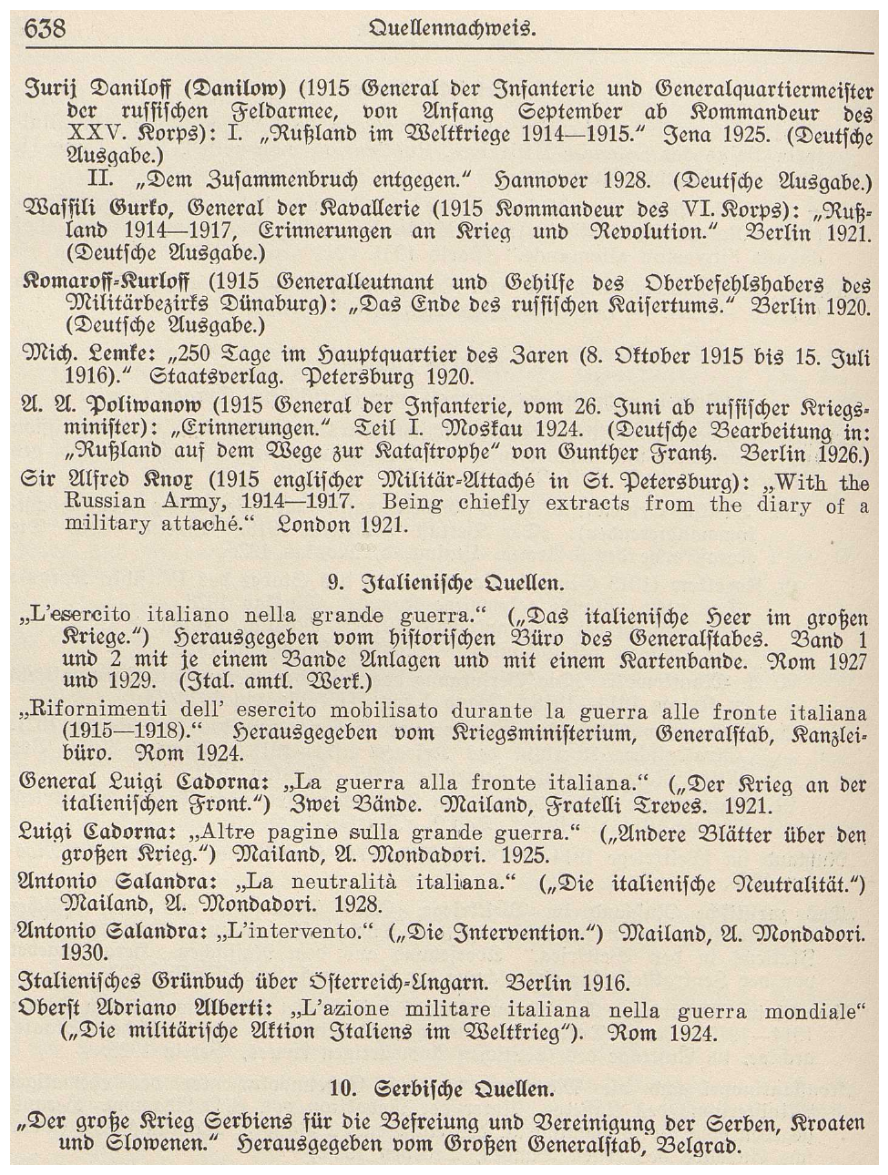 638 Quellennachweis.
Jurij Daniloff (Danilow) (1915 General der Infanterie und Generalquartiermeister
der russischen Feldarmee, von Anfang September ab Kommandeur des
XXV. Korps): I. „Rußland im Weltkriege 1914—1915.“ Jena 1925. (Deutsche
Ausgabe.)
II. „Dem Zusammenbruch entgegen.“ Hannover 1928. (Deutsche Ausgabe.)
Wassili Gurko, General der Kavallerie (1915 Kommandeur des VI. Korps): „Ruß-
land 1914—1917, Erinnerungen an Krieg und Revolution.“ Berlin 1921.
(Deutsche Ausgabe.)
Komaroff-Kurloff (1915 Generalleutnant und Gehilfe des Oberbefehlshabers des
Militärbezirks Dünaburg): „Das Ende des russischen Kaisertums.“ Berlin 1920.
(Deutsche Ausgabe.)
Mich. Lemke: „250 Tage im Hauptquartier des Zaren (8. Oktober 1915 bis 15. Juli
1916).“ Staatsverlag. Petersburg 1920.
A. A. Poliwanow (1915 General der Infanterie, vom 26. Juni ab russischer Kriegs-
minister): „Erinnerungen.“ Teil I. Moskau 1924. (Deutsche Bearbeitung in:
„Rußland auf dem Wege zur Katastrophe“ von Gunther Frantz. Berlin 1926.)
Sir Alfred Knox (1915 englischer Militär-Attaché in St. Petersburg): „With the
Russian Army, 1914—1917. Being chiefly extracts from the diary of a
military attaché.“ London 1921.
9. Italienische Quellen.
„L'esercito italiano nella grande guerra.“ („Das italienische Heer im großen
Kriege.“) Herausgegeben vom historischen Büro des Generalstabes. Band 1
und 2 mit je einem Bande Anlagen und mit einem Kartenbande. Rom 1927
und 1929. (Ital. amtl. Werk.)
„Rifornimenti dell' esercito mobilisato durante la guerra alle fronte italiana
(1915—1918).“ Herausgegeben vom Kriegsministerium, Generalstab, Kanzlei-
büro. Rom 1924.
General Luigi Cadorna: „La guerra alla fronte italiana.“ („Der Krieg an der
italienischen Front.“) Zwei Bände. Mailand, Fratelli Treves. 1921.
Luigi Cadorna: „Altre pagine sulla grande guerra.“ („Andere Blätter über den
großen Krieg.“) Mailand, A. Mondadori. 1925.
Antonio Salandra: „La neutralità italiana.“ („Die italienische Neutralität.“)
Mailand, A. Mondadori. 1928.
Antonio Salandra: „L'intervento.“ („Die Intervention.“) Mailand, A. Mondadori.
1930.
Italienisches Grünbuch über Österreich-Ungarn. Berlin 1916.
Oberst Adriano Alberti: „L'azione militare italiana nella guerra mondiale“
(„Die militärische Aktion Italiens im Weltkrieg“). Rom 1924.
10. Serbische Quellen.
„Der große Krieg Serbiens für die Befreiung und Vereinigung der Serben, Kroaten
und Slowenen.“ Herausgegeben vom Großen Generalstab, Belgrad.